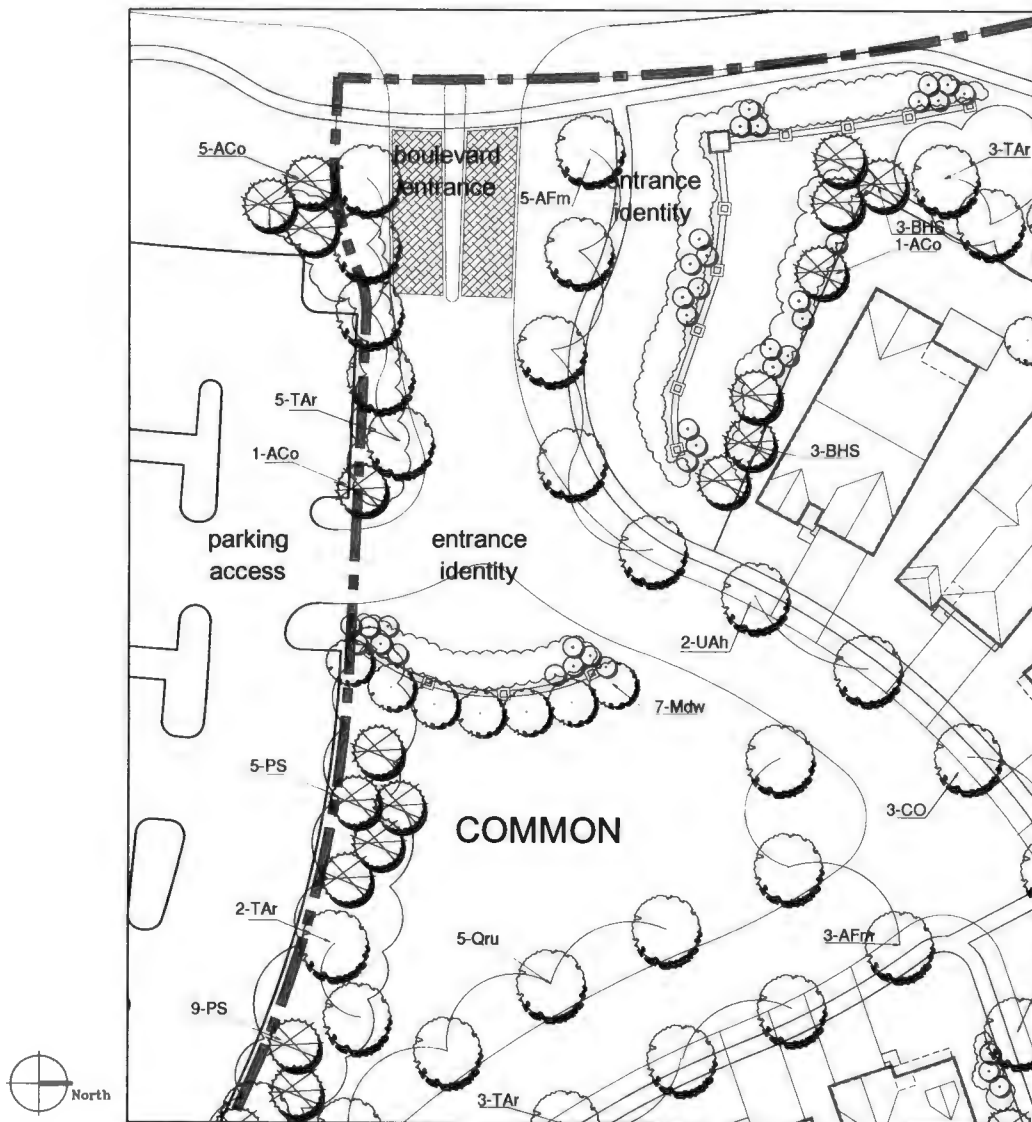 5-ACo
boulevard
entrance
5-AFm
entrance
identity
3-TAr
3-BHS
1-ACo
5-TAr
1-ACo
3-BHS
parking
access
entrance
identity
2-UAh
7-Mdw
5-PS
3-CO
COMMON
2-TAr
5-Qru
3-AFm
9-PS
North
3-TAr